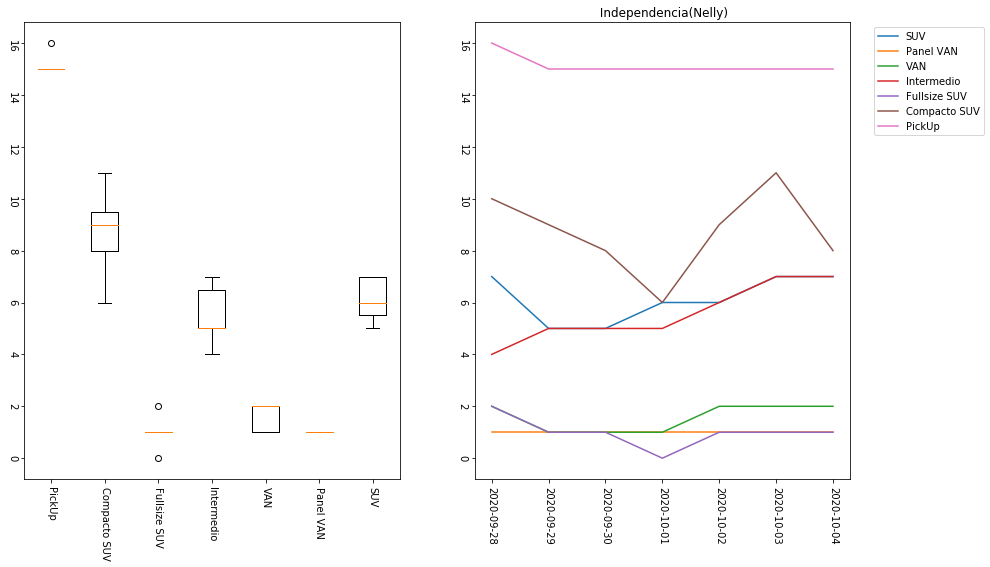 Independencia(Nelly)
16
14
12
10
8
6
4
2
0
PickUp
Compacto SUV
Fullsize SUV
Intermedio
VAN
Panel VAN
SUV
16
14
12
10
8
6
4
2
0
2020-09-28
2020-09-29
2020-09-30
2020-10-01
2020-10-02
2020-10-03
2020-10-04
SUV
Panel VAN
VAN
Intermedio
Fullsize SUV
Compacto SUV
PickUp